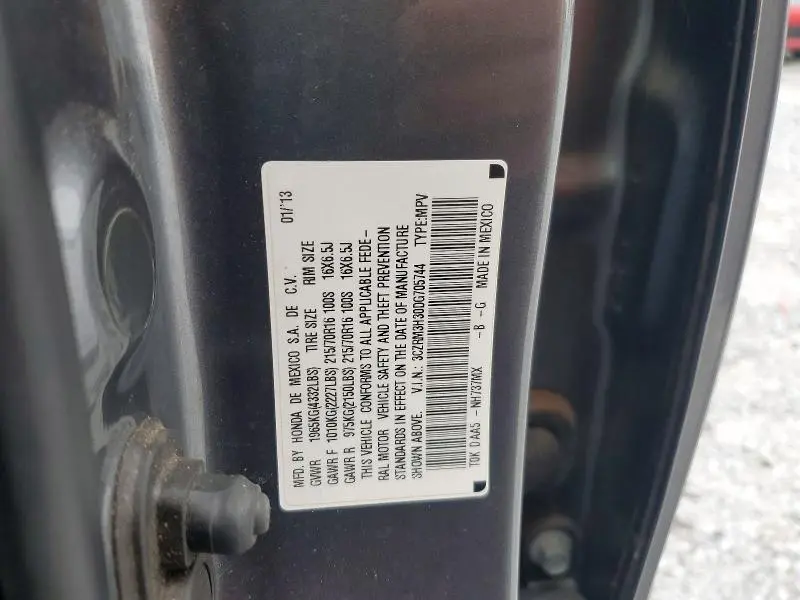 MFD. BY HONDA DE MEXICO S.A. DE C.V. 01/'13
GVWR 1965KG(4332LBS) TIRE SIZE RIM SIZE
GAWR F 1010KG(2227LBS) 215/70R16 100S 16X6.5J
GAWR R 975KG(2150LBS) 215/70R16 100S 16X6.5J
THIS VEHICLE CONFORMS TO ALL APPLICABLE FEDE-
RAL MOTOR VEHICLE SAFETY AND THEFT PREVENTION
STANDARDS IN EFFECT ON THE DATE OF MANUFACTURE
SHOWN ABOVE. V.I.N.: 3CZRM3H30DG705744 TYPE:MPV
TQK D AA5 -NH737MX -B -G MADE IN MEXICO